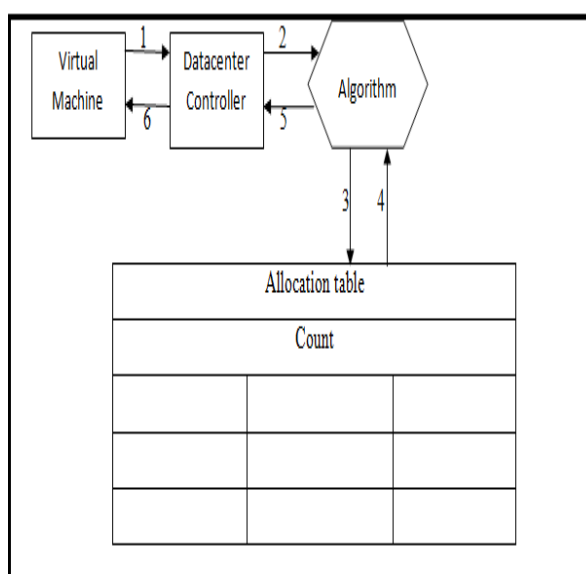 1
2
Virtual
Machine
Datacenter
Controller
Algorithm
6
5
3
4
Allocation table
Count